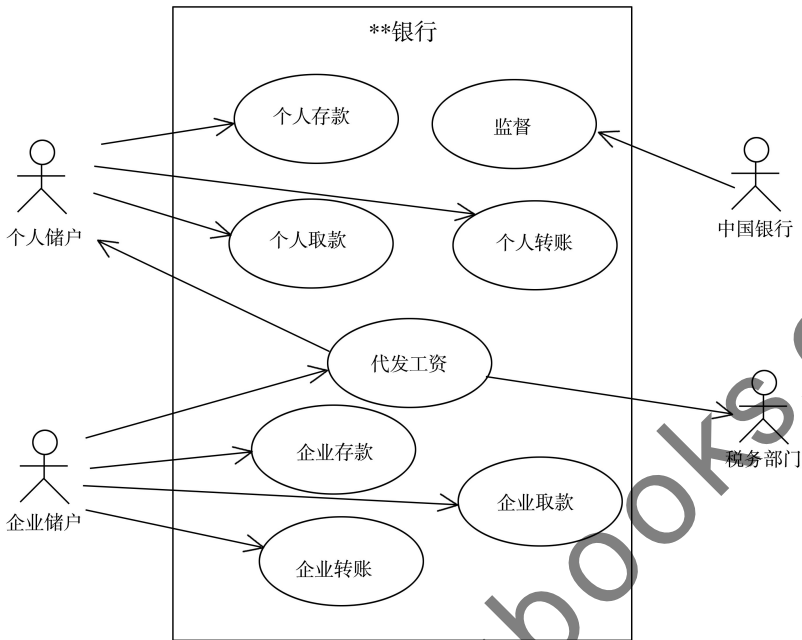 **银行
个人存款
监督
个人储户
个人取款
个人转账
中国银行
代发工资
企业存款
税务部门
企业储户
企业取款
企业转账
books